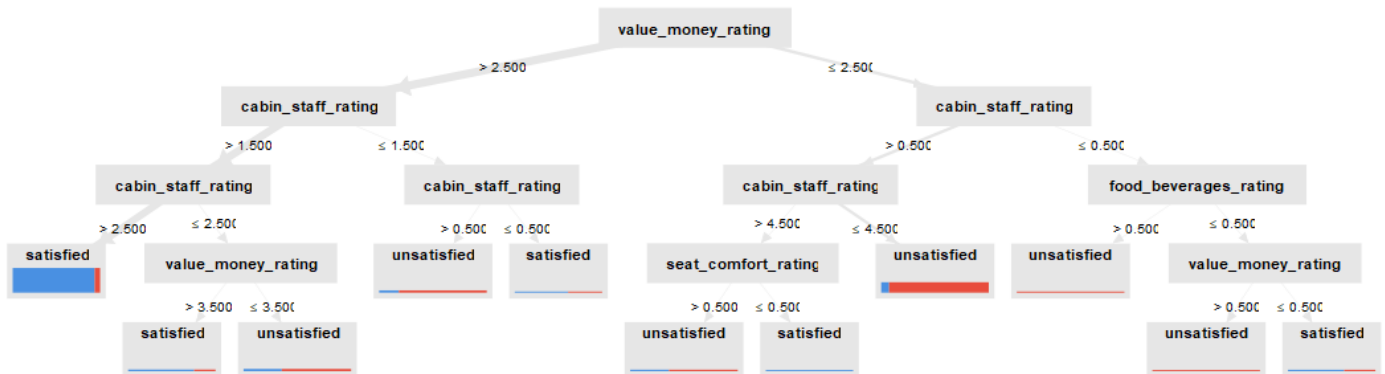 value_money_rating
> 2.500
≤ 2.500
cabin_staff_rating
cabin_staff_rating
> 1.500
≤ 1.500
> 0.500
≤ 0.500
cabin_staff_rating
cabin_staff_rating
cabin_staff_rating
food_beverages_rating
> 2.500
≤ 2.500
> 0.500
≤ 0.500
> 4.500
≤ 4.500
> 0.500
≤ 0.500
satisfied
value_money_rating
unsatisfied
satisfied
seat_comfort_rating
unsatisfied
unsatisfied
value_money_rating
> 3.500
≤ 3.500
> 0.500
≤ 0.500
> 0.500
≤ 0.500
satisfied
unsatisfied
unsatisfied
satisfied
unsatisfied
satisfied